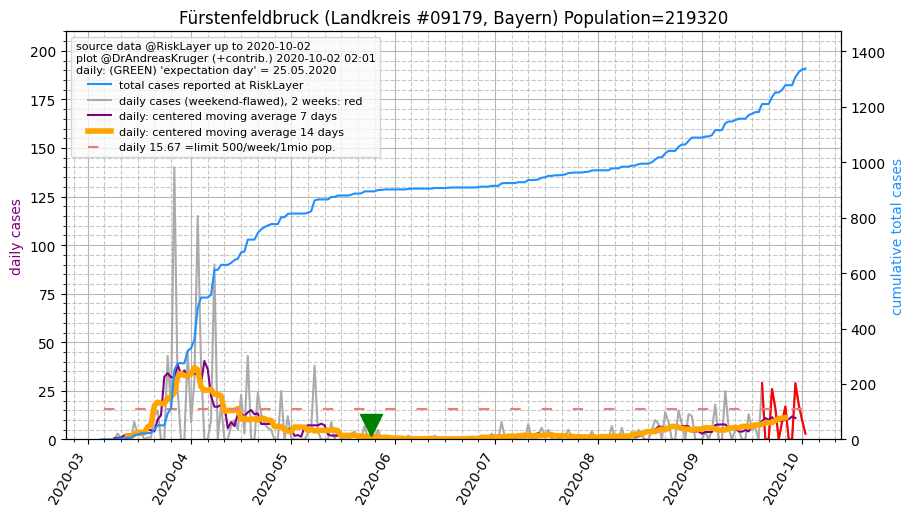 Fürstenfeldbruck (Landkreis #09179, Bayern) Population=219320
source data @RiskLayer up to 2020-10-02
plot @DrAndreasKruger (+contrib.) 2020-10-02 02:01
daily: (GREEN) 'expectation day' = 25.05.2020
total cases reported at RiskLayer
daily cases (weekend-flawed), 2 weeks: red
daily: centered moving average 7 days
daily: centered moving average 14 days
daily 15.67 =limit 500/week/1mio pop.
daily cases
200
175
150
125
100
75
50
25
0
1400
1200
1000
800
600
400
200
0
cumulative total cases
2020-03
2020-04
2020-05
2020-06
2020-07
2020-08
2020-09
2020-10